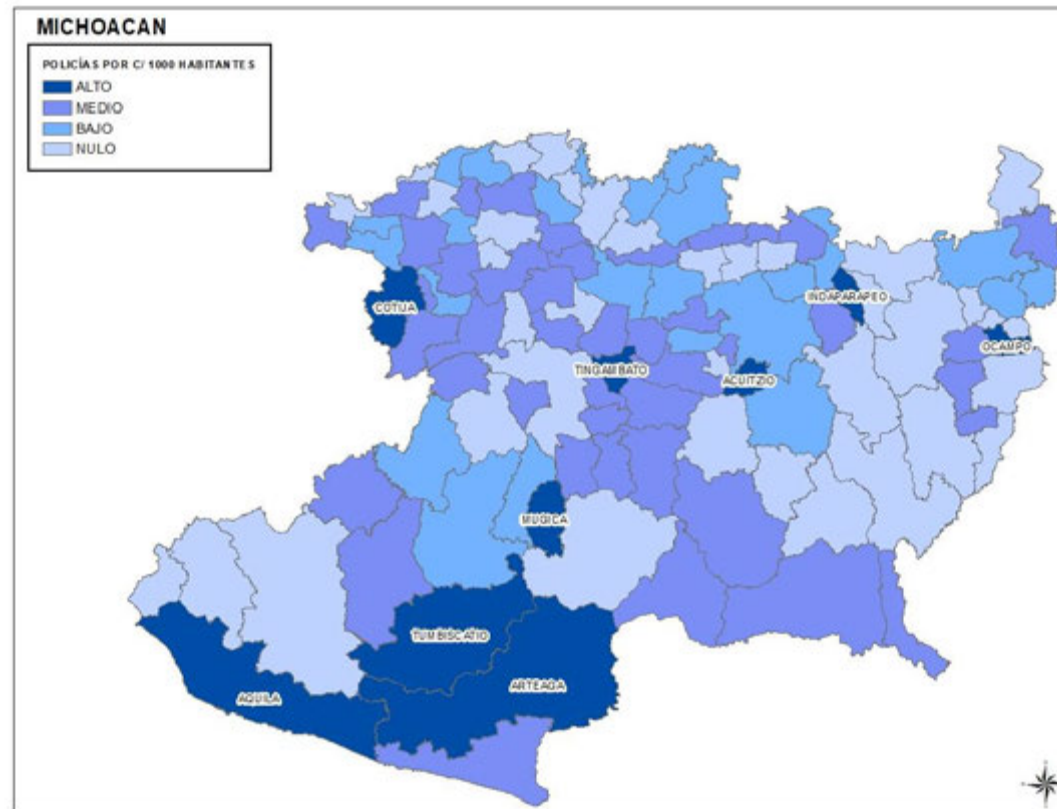 MICHOACAN
POLICÍAS POR C/ 1000 HABITANTES
ALTO
MEDIO
BAJO
NULO
INDAPARAPEO
COTIJA
OCAMPO
TINGAMBATO
ACUITZIO
MUGICA
TUMBISCATIO
ARTEAGA
AQUILA